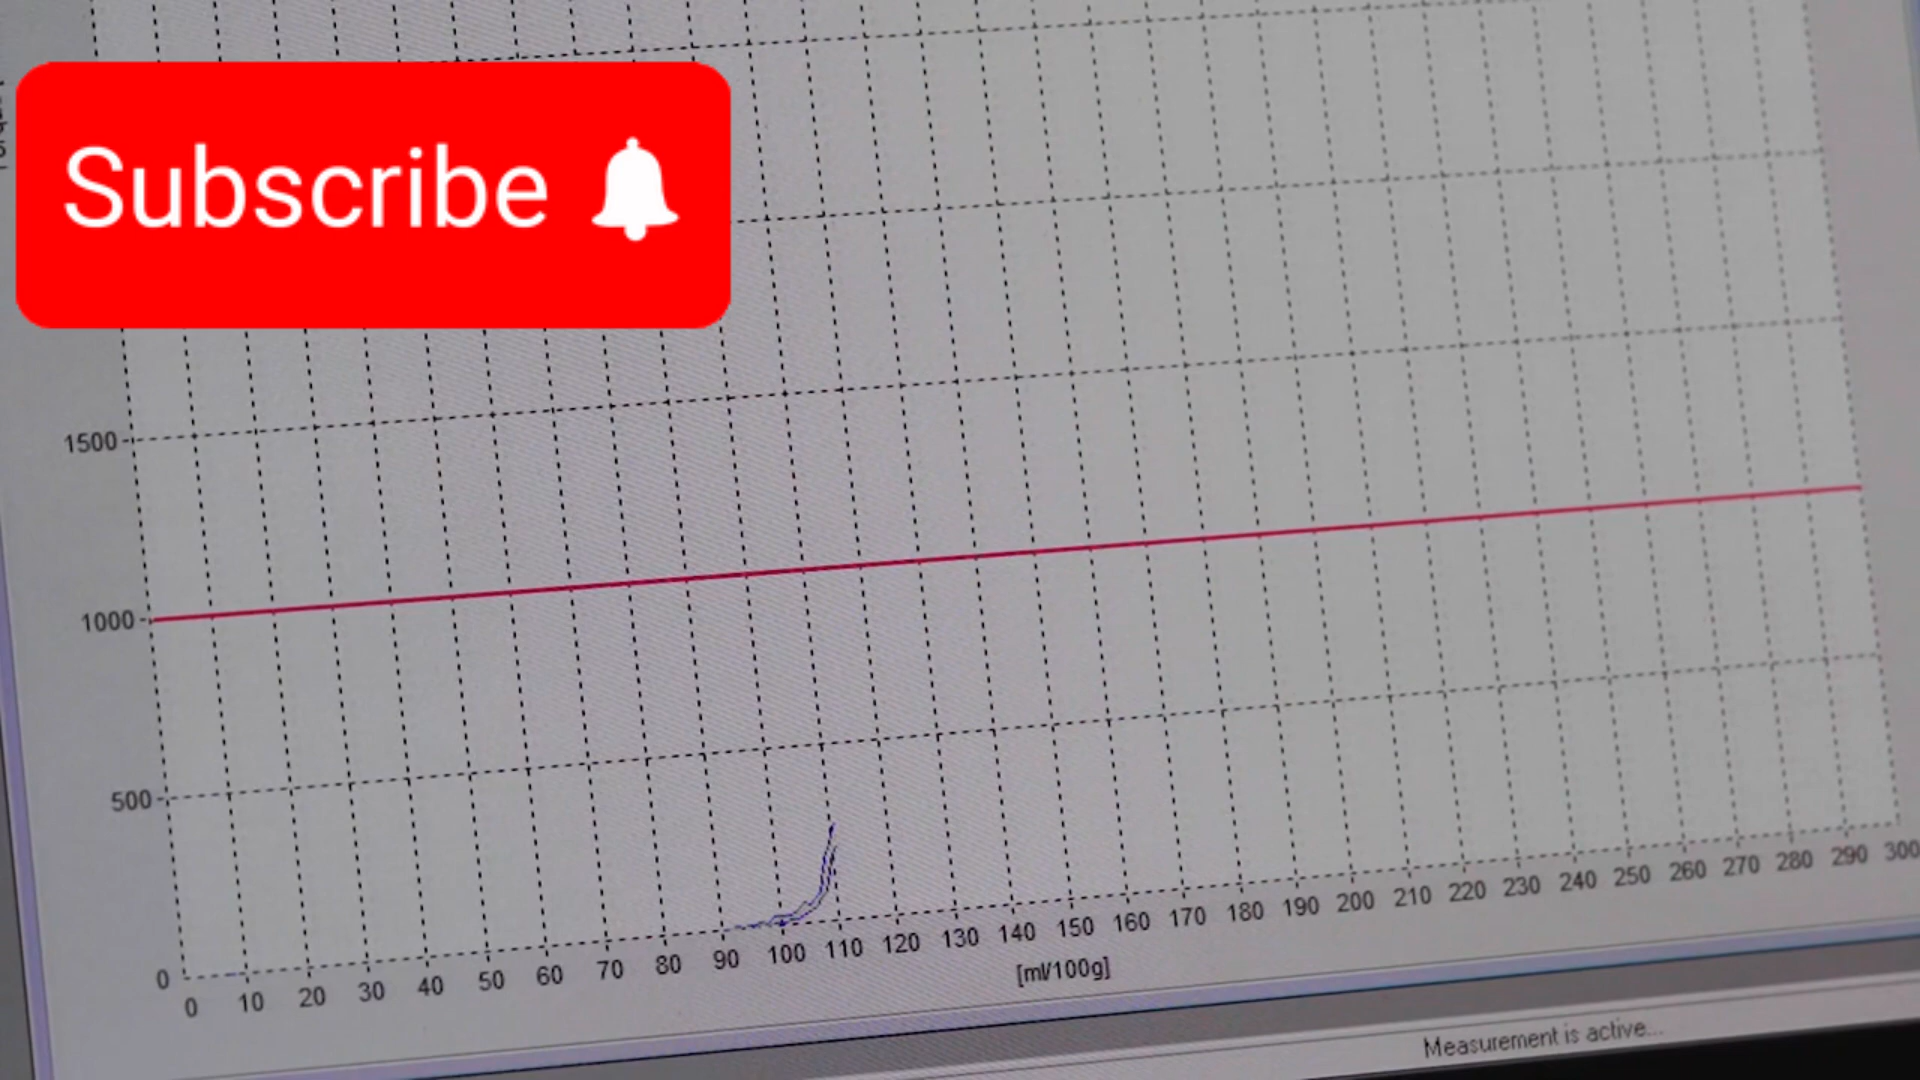 Subscribe
1500
1000
500
0
0 10 20 30 40 50 60 70 80 90 100 110 120 130 140 150 160 170 180 190 200 210 220 230 240 250 260 270 280 290 300
[ml/100g]
Measurement is active...